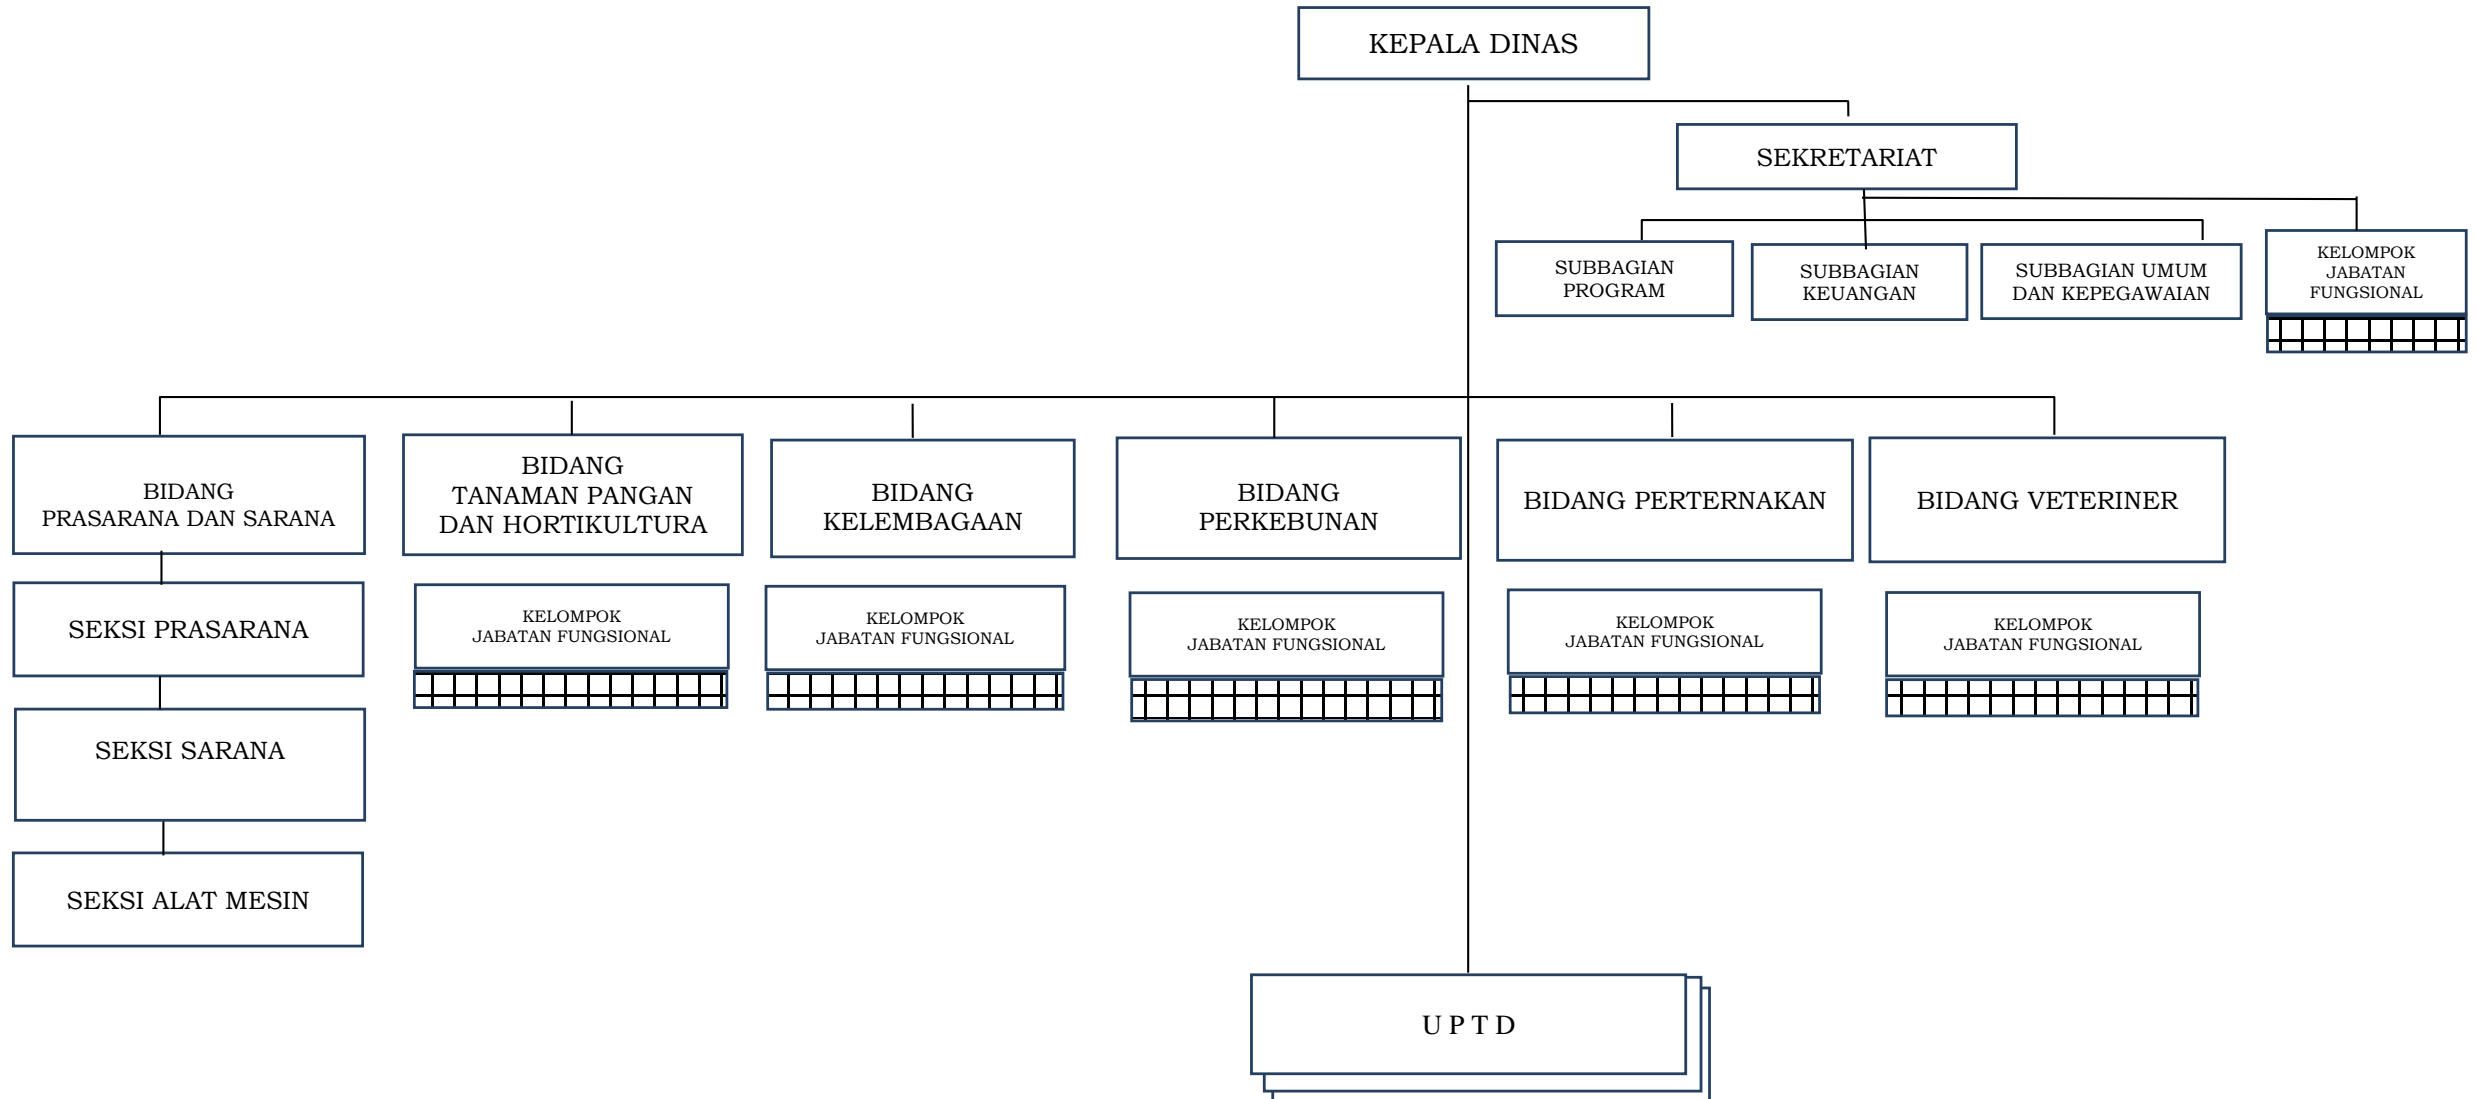 KEPALA DINAS
SEKRETARIAT
SUBBAGIAN
PROGRAM
SUBBAGIAN
KEUANGAN
SUBBAGIAN UMUM
DAN KEPEGAWAIAN
KELOMPOK
JABATAN
FUNGSIONAL
BIDANG
PRASARANA DAN SARANA
BIDANG
TANAMAN PANGAN
DAN HORTIKULTURA
BIDANG
KELEMBAGAAN
BIDANG
PERKEBUNAN
BIDANG PERTERNAKAN
BIDANG VETERINER
SEKSI PRASARANA
KELOMPOK
JABATAN FUNGSIONAL
KELOMPOK
JABATAN FUNGSIONAL
KELOMPOK
JABATAN FUNGSIONAL
KELOMPOK
JABATAN FUNGSIONAL
KELOMPOK
JABATAN FUNGSIONAL
SEKSI SARANA
SEKSI ALAT MESIN
U P T D